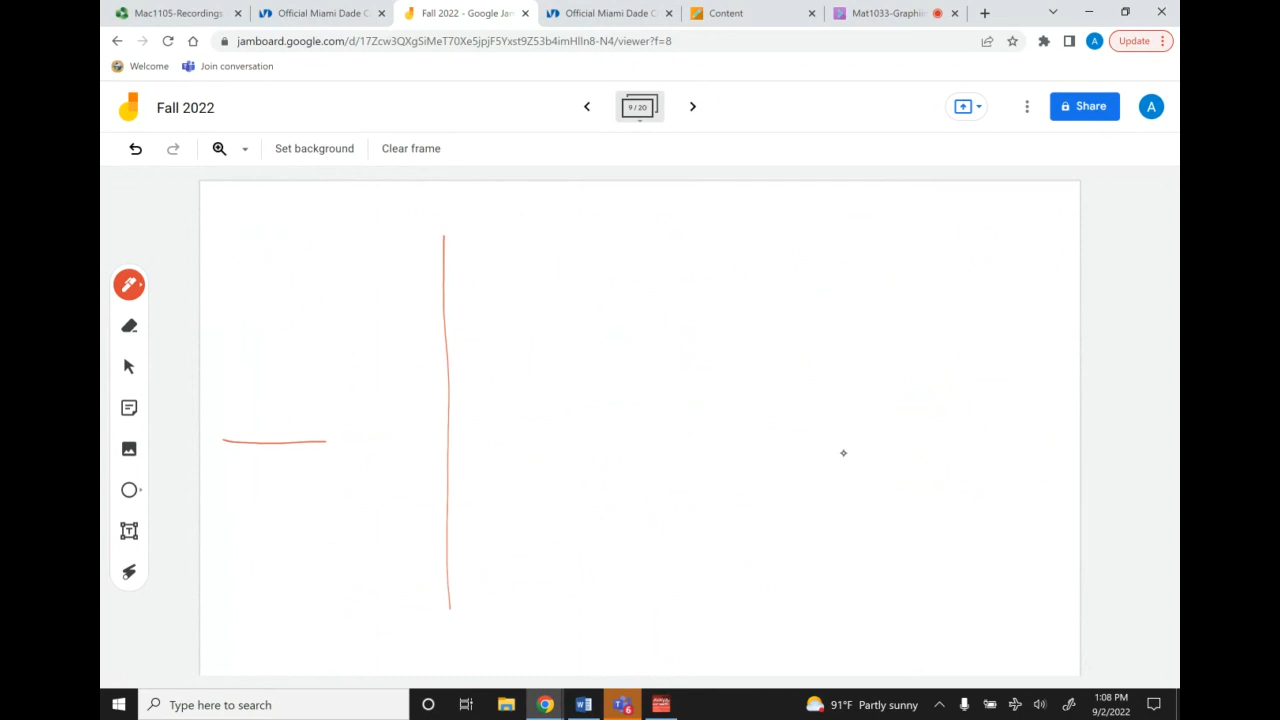 Mac1105-Recordings
Official Miami Dade C
Fall 2022 - Google Jam
Official Miami Dade C
Content
Mat1033-Graphin
jamboard.google.com/d/17Zcw3QXgSiMeT70Xe5jpjF5Yxst9Z53b4imHlln8-N4/viewer?f=8
A
Update
Welcome
Join conversation
Fall 2022
9 / 20
Share
A
Set background
Clear frame
T
Type here to search
6
91°F Partly sunny
1:08 PM
9/2/2022